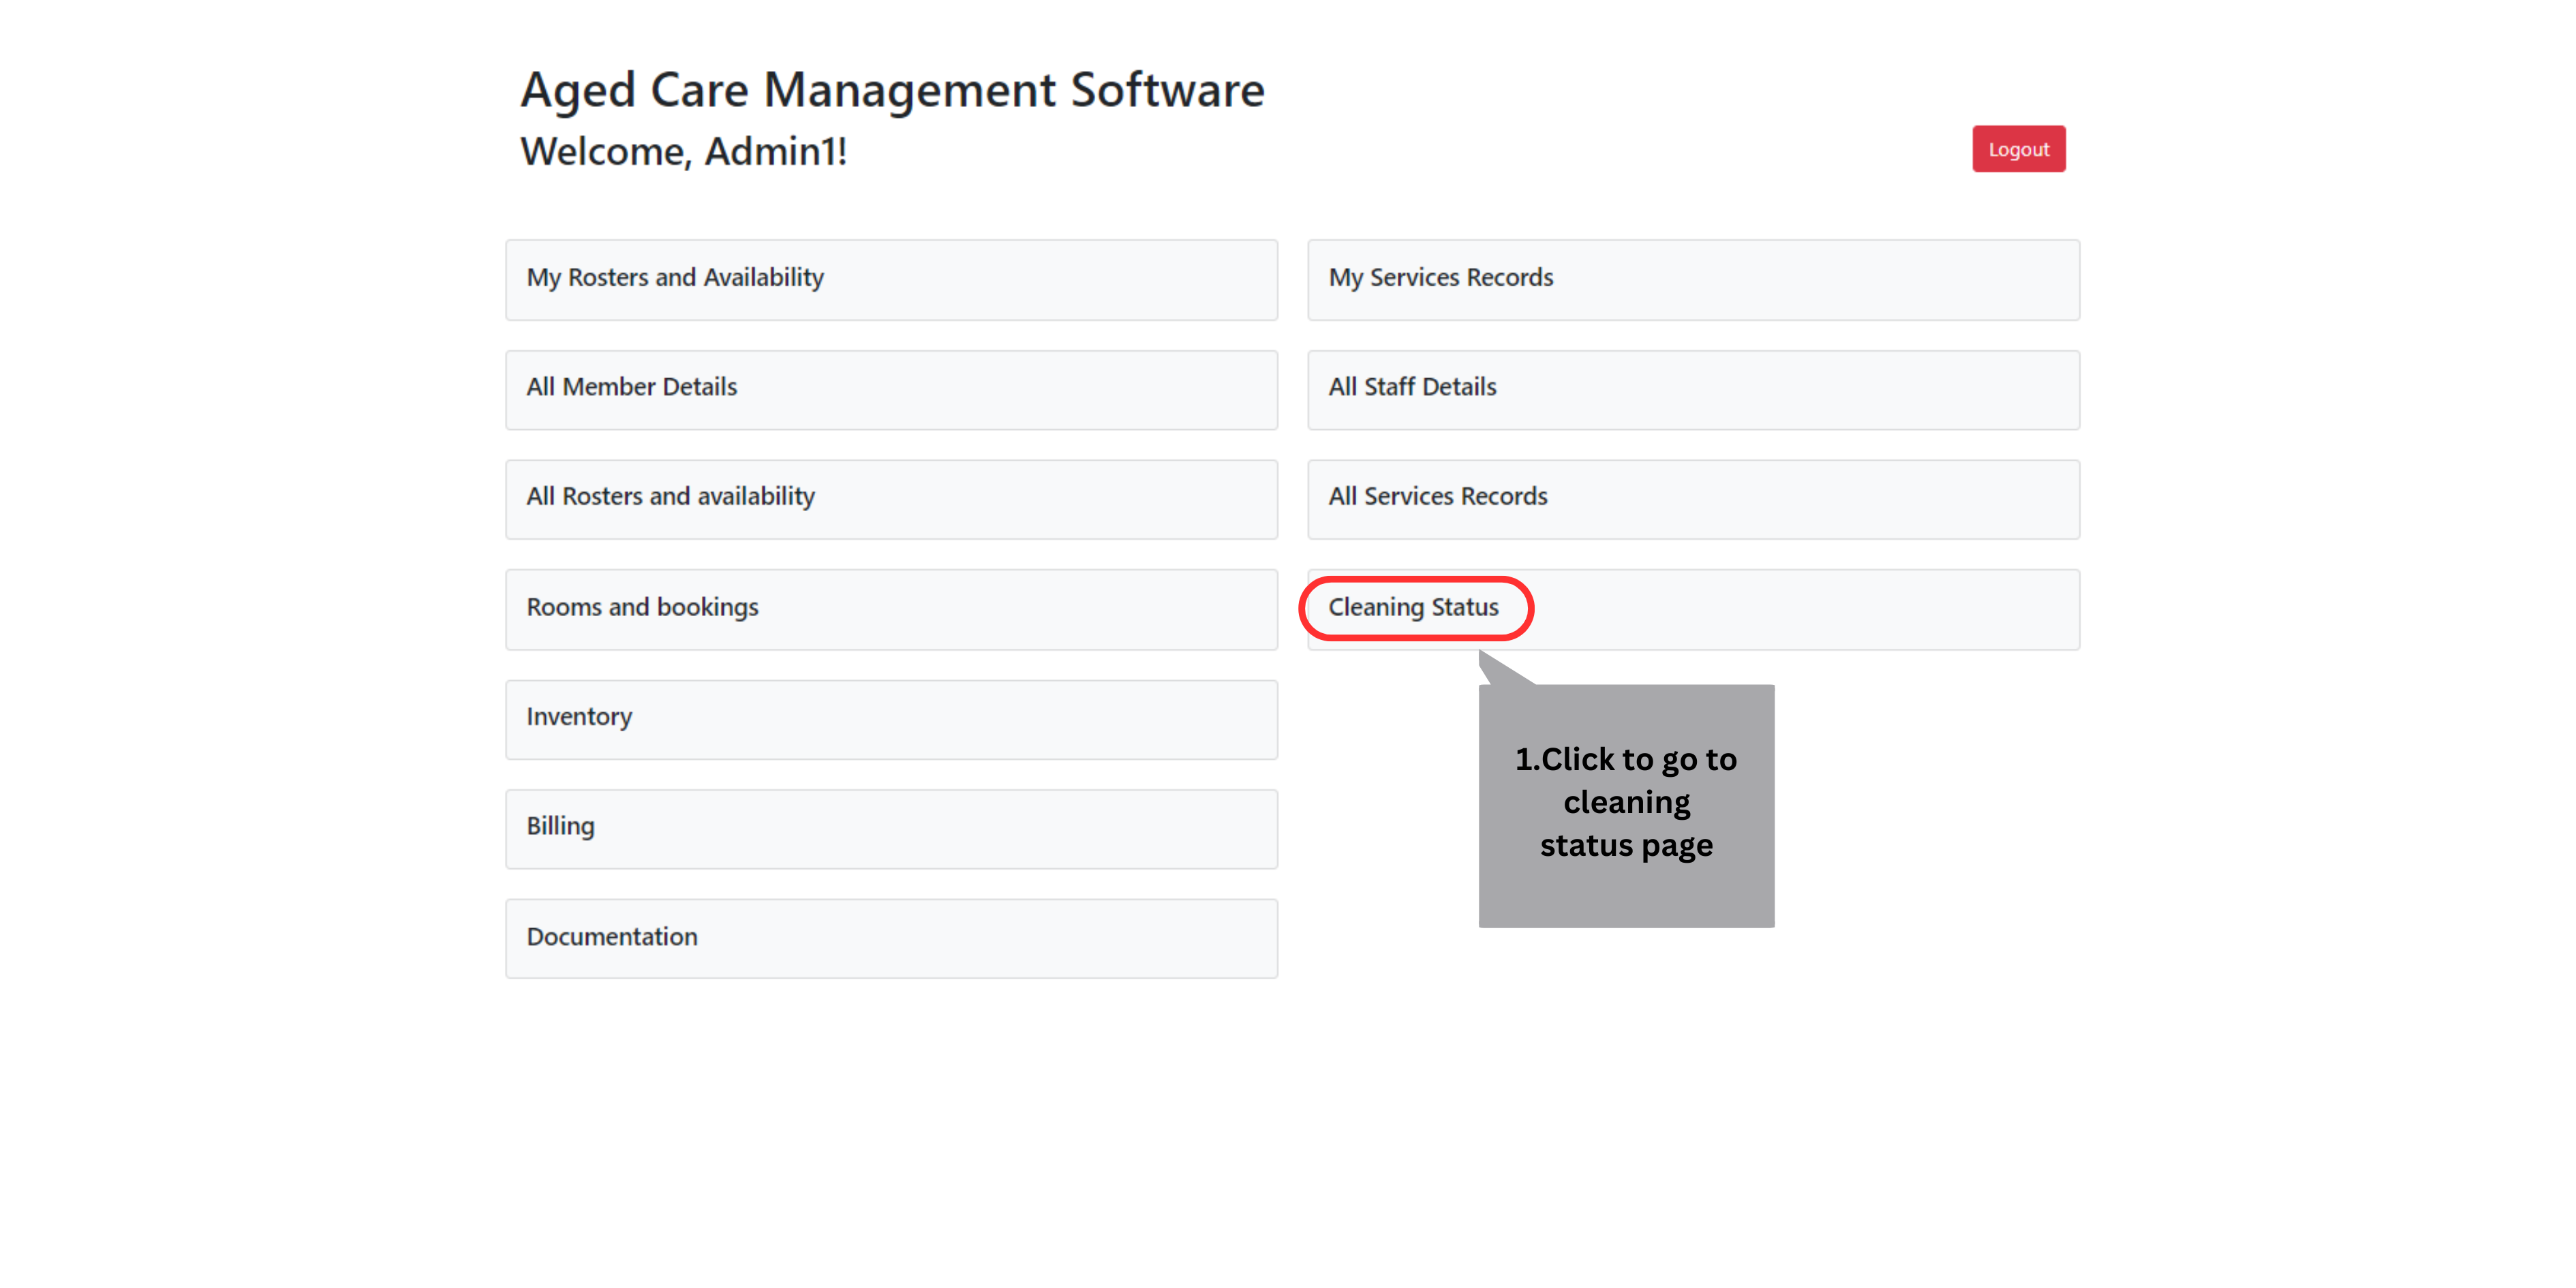 Aged Care Management Software
Welcome, Admin1!
Logout
My Rosters and Availability
My Services Records
All Member Details
All Staff Details
All Rosters and availability
All Services Records
Rooms and bookings
Cleaning Status
Inventory
1.Click to go to
cleaning
status page
Billing
Documentation